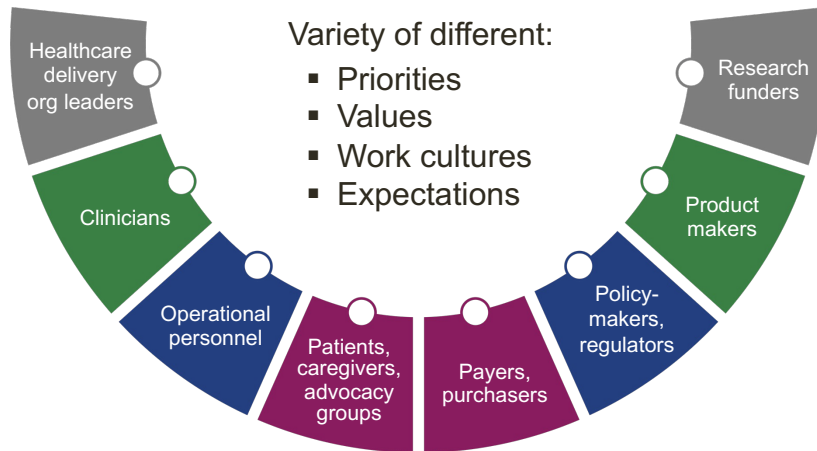 Variety of different:
▪ Priorities
▪ Values
▪ Work cultures
▪ Expectations
Healthcare
delivery
org leaders
Clinicians
Operational
personnel
Patients,
caregivers,
advocacy
groups
Payers,
purchasers
Policy-
makers,
regulators
Product
makers
Research
funders